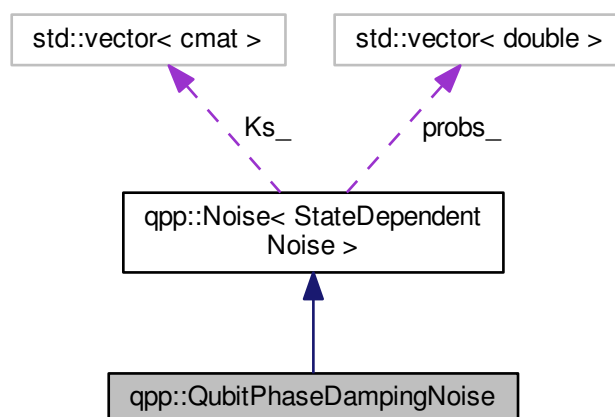 std::vector< cmat >
std::vector< double >
Ks_
probs_
qpp::Noise< StateDependent
Noise >
qpp::QubitPhaseDampingNoise